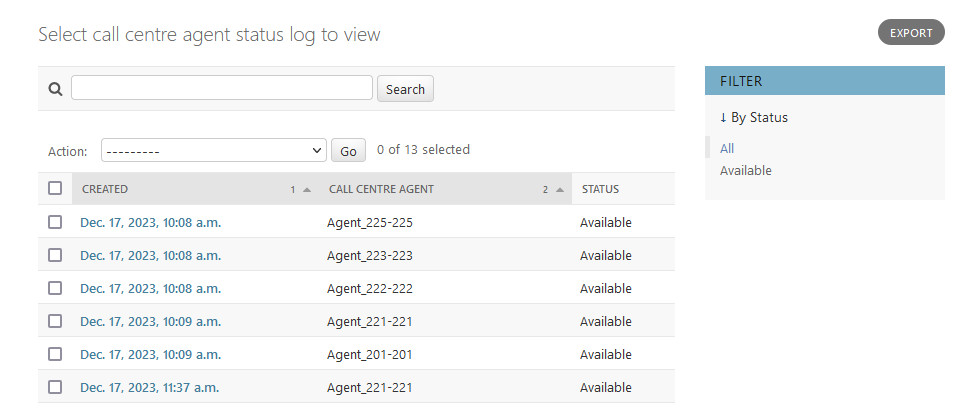 Select call centre agent status log to view
EXPORT
Search
Action: --------- Go 0 of 13 selected
CREATED 1 CALL CENTRE AGENT 2 STATUS
Dec. 17, 2023, 10:08 a.m. Agent_225-225 Available
Dec. 17, 2023, 10:08 a.m. Agent_223-223 Available
Dec. 17, 2023, 10:08 a.m. Agent_222-222 Available
Dec. 17, 2023, 10:09 a.m. Agent_221-221 Available
Dec. 17, 2023, 10:09 a.m. Agent_201-201 Available
Dec. 17, 2023, 11:37 a.m. Agent_221-221 Available
FILTER
↓ By Status
All
Available